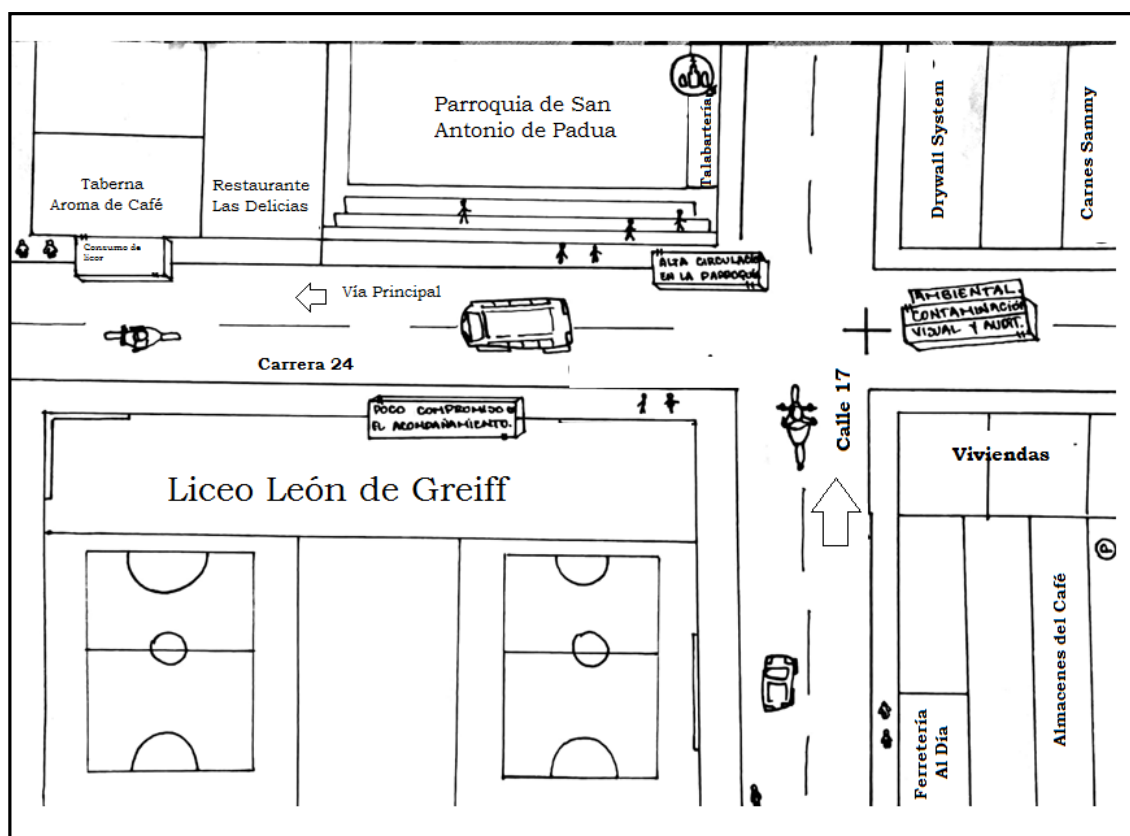 Parroquia de San
Antonio de Padua
Talabartería
Drywall System
Carnes Sammy
Taberna
Aroma de Café
Restaurante
Las Delicias
Consumo de
licor
ALTA CIRCULACIÓN
EN LA PARROQUIA
AMBIENTAL.
CONTAMINACIÓN
VISUAL Y AUDIT.
Vía Principal
Carrera 24
Calle 17
POCO COMPROMISO
EL ACOMPAÑAMIENTO.
Viviendas
Liceo León de Greiff
P
Almacenes del Café
Ferretería
Al Día